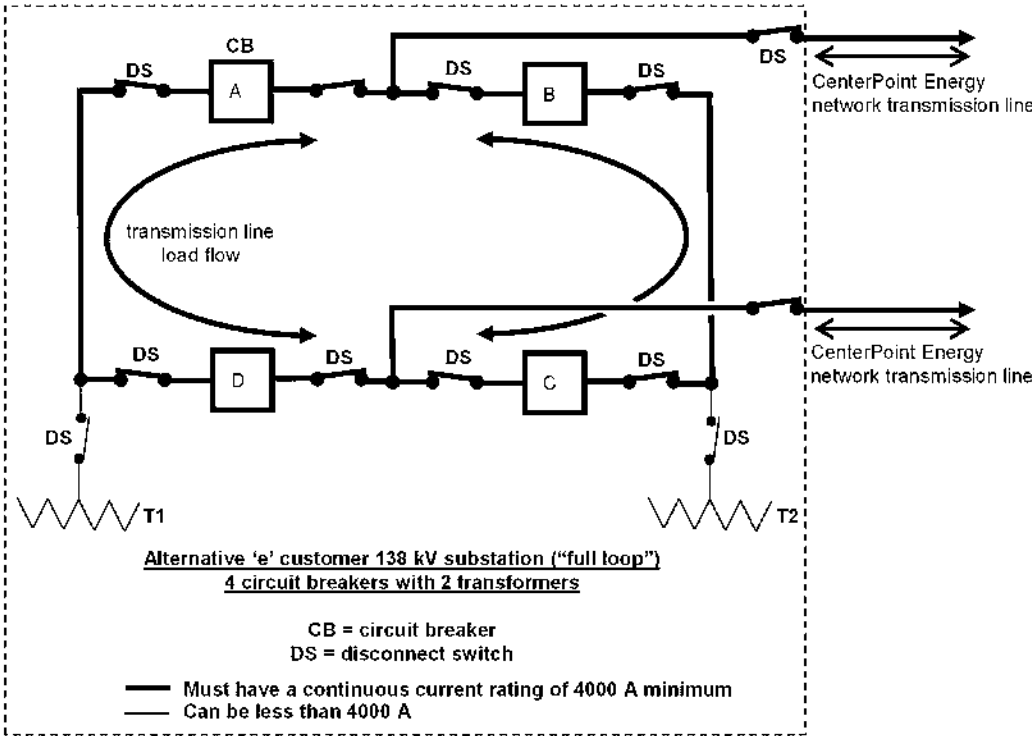 CB
DS
DS
DS
DS
A
B
CenterPoint Energy
network transmission line
transmission line
load flow
DS
DS
DS
DS
D
C
CenterPoint Energy
network transmission line
DS
DS
T1
T2
Alternative ‘e’ customer 138 kV substation (“full loop”)
4 circuit breakers with 2 transformers
CB = circuit breaker
DS = disconnect switch
Must have a continuous current rating of 4000 A minimum
Can be less than 4000 A